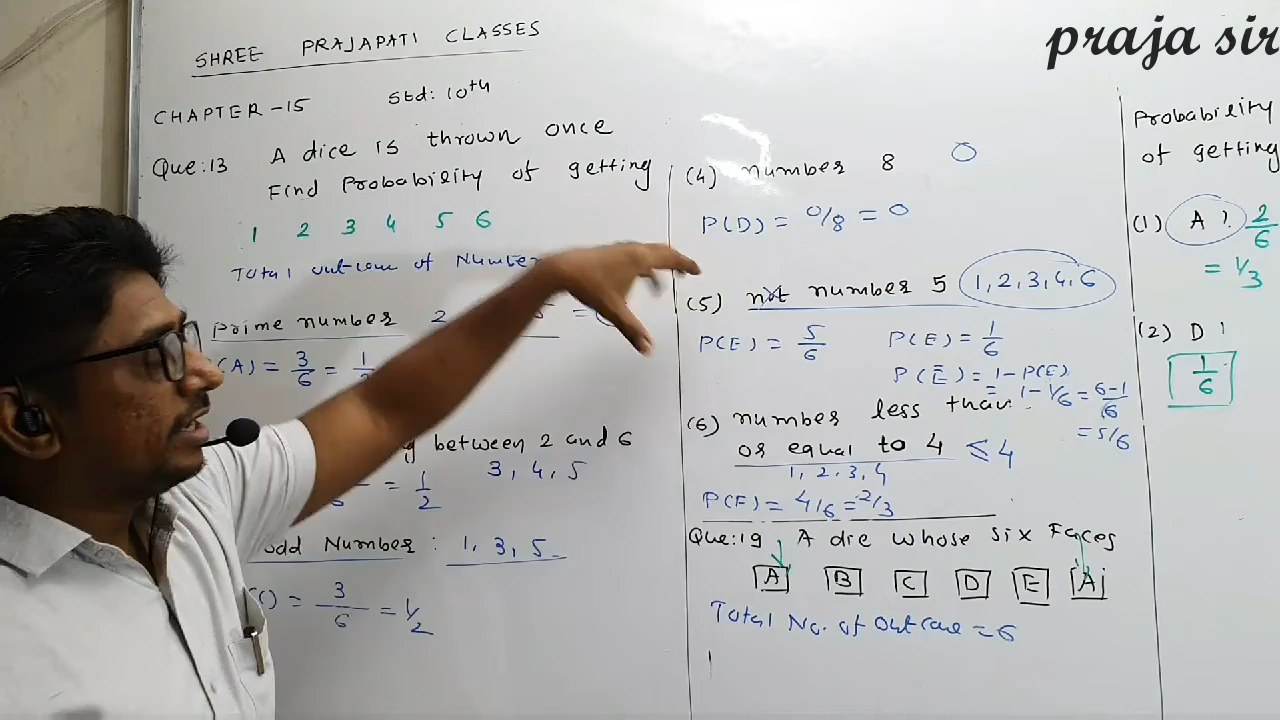 praja sir
SHREE PRAJAPATI CLASSES
CHAPTER-15 Std: 10th
Que:13 A dice is thrown once
Find Probability of getting
1 2 3 4 5 6
Total outcome of Number
Prime number 2
(A) = 3/6 = 1/2
between 2 and 6
= 1/2 3, 4, 5
odd Number: 1, 3, 5
= 3/6 = 1/2
(4) number 8 0
P(D) = 0/8 = 0
(5) not number 5 1,2,3,4,6
P(E) = 5/6 P(E) = 1/6
P(Ē) = 1-P(E)
= 1-1/6 = 6-1/6
= 5/6
(6) number less than
or equal to 4 ≤4
1, 2, 3, 4
P(F) = 4/6 = 2/3
Que:19 A die whose six Faces
A B C D E A
Total No. of outcome = 6
Probability
of getting
(1) A ? 2/6
= 1/3
(2) D !
1/6